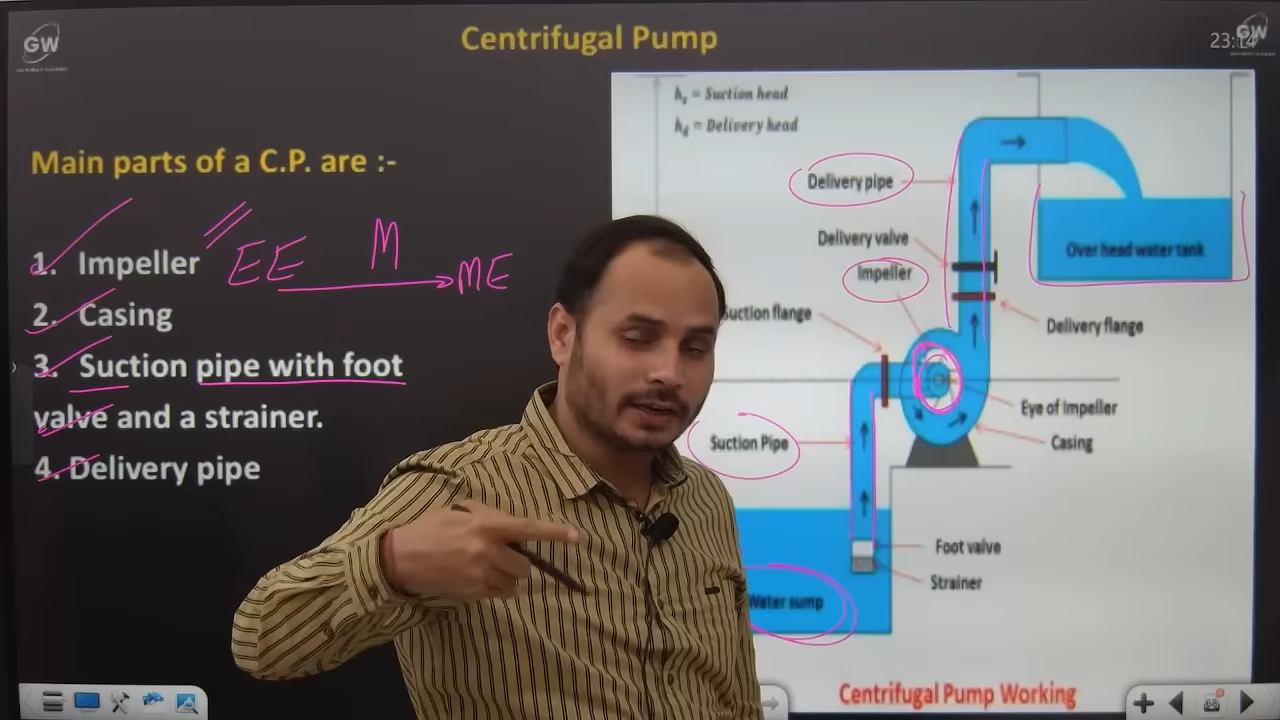 GW
Centrifugal Pump
23:14
GW
Main parts of a C.P. are :-
1. Impeller
EE M ME
2. Casing
3. Suction pipe with foot
valve and a strainer.
4. Delivery pipe
hs = Suction head
hd = Delivery head
Delivery pipe
Delivery valve
Impeller
Over head water tank
Suction flange
Delivery flange
Eye of Impeller
Suction Pipe
Casing
Foot valve
Strainer
Water sump
Centrifugal Pump Working
68